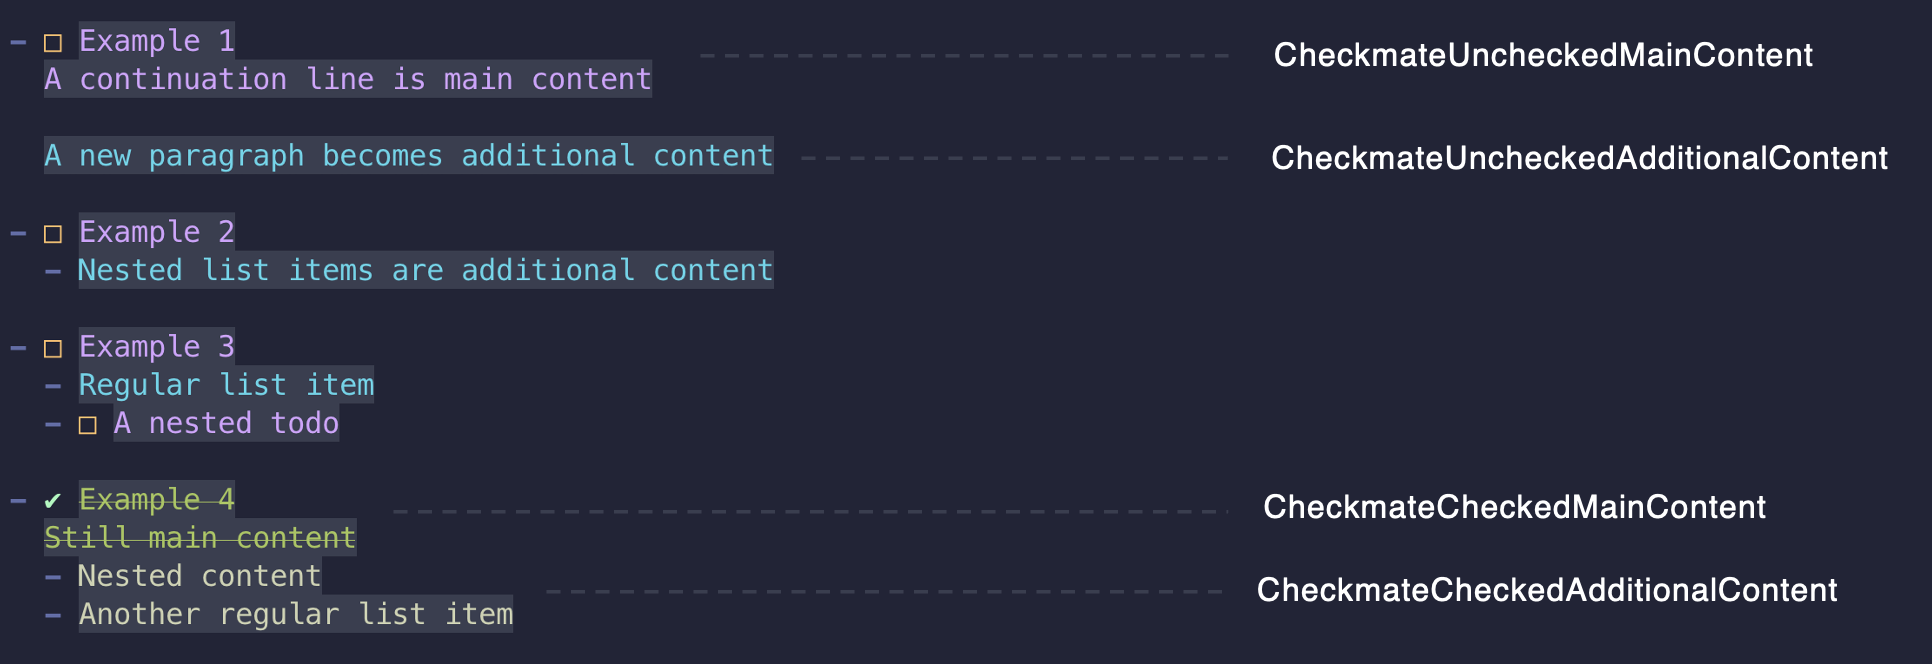 – □ Example 1
A continuation line is main content
CheckmateUncheckedMainContent
A new paragraph becomes additional content
CheckmateUncheckedAdditionalContent
– □ Example 2
– Nested list items are additional content
– □ Example 3
– Regular list item
– □ A nested todo
– ✔ Example 4
CheckmateCheckedMainContent
Still main content
– Nested content
CheckmateCheckedAdditionalContent
– Another regular list item